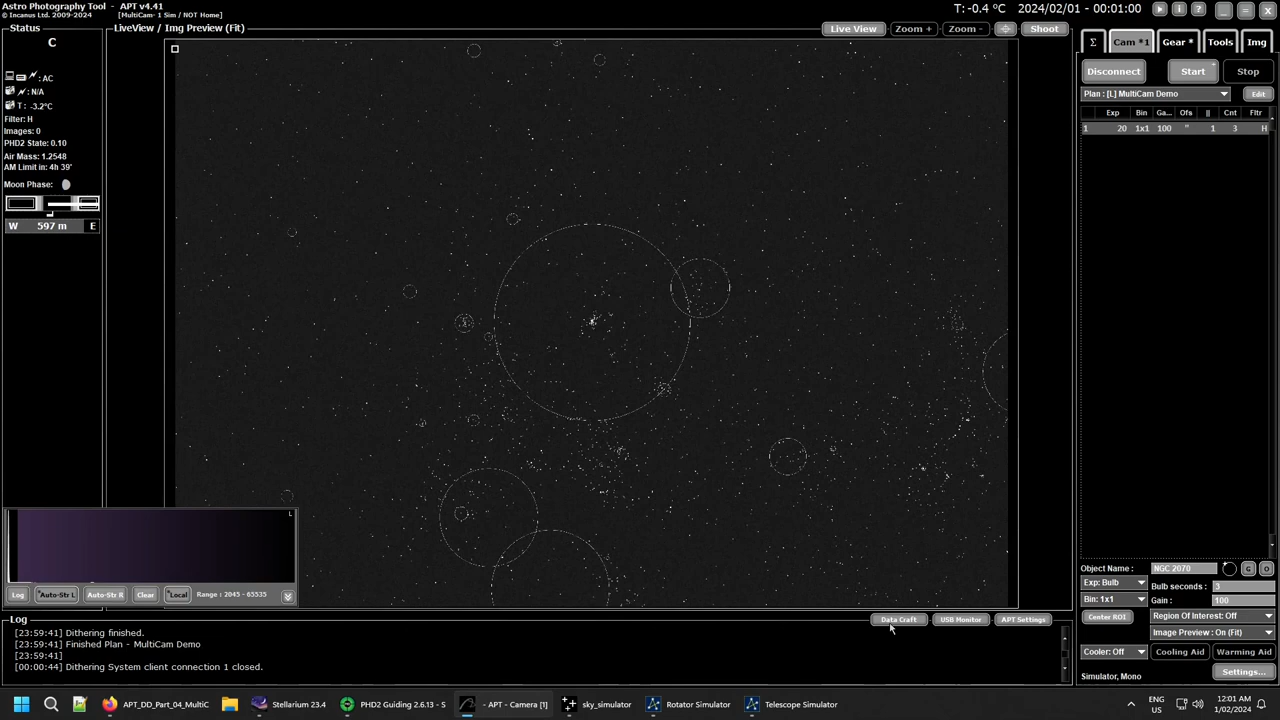 Astro Photography Tool - APT v4.41
© Incanus Ltd. 2009-2024 [MultiCam- 1 Sim / NOT Home]
T: -0.4 ºC 2024/02/01 - 00:01:00
Status
C
: AC
: N/A
T : -3.2°C
Filter: H
Images: 0
PHD2 State: 0.10
Air Mass: 1.2548
AM Limit in: 4h 39'
Moon Phase:
W 597 m E
LiveView / Img Preview (Fit)
Live View Zoom + Zoom - Shoot
L
Log *Auto-Str L Auto-Str R Clear *Local Range : 2045 - 65535
Σ Cam *1 Gear * Tools Img
Disconnect Start + Stop
Plan : [L] MultiCam Demo Edit
Exp Bin Ga... Ofs || Cnt Fltr
1 20 1x1 100 " 1 3 H
Object Name : NGC 2070 G O
Exp: Bulb Bulb seconds : 3
Bin: 1x1 Gain : 100
Center ROI Region Of Interest: Off
Image Preview : On (Fit)
Cooler: Off Cooling Aid Warming Aid
Simulator, Mono Settings...
Log Data Craft USB Monitor APT Settings
[23:59:41] Dithering finished.
[23:59:41] Finished Plan - MultiCam Demo
[23:59:41]
[00:00:44] Dithering System client connection 1 closed.
APT_DD_Part_04_MultiC Stellarium 23.4 PHD2 Guiding 2.6.13 - S - APT - Camera [1] sky_simulator Rotator Simulator Telescope Simulator
ENG
US
12:01 AM
1/02/2024